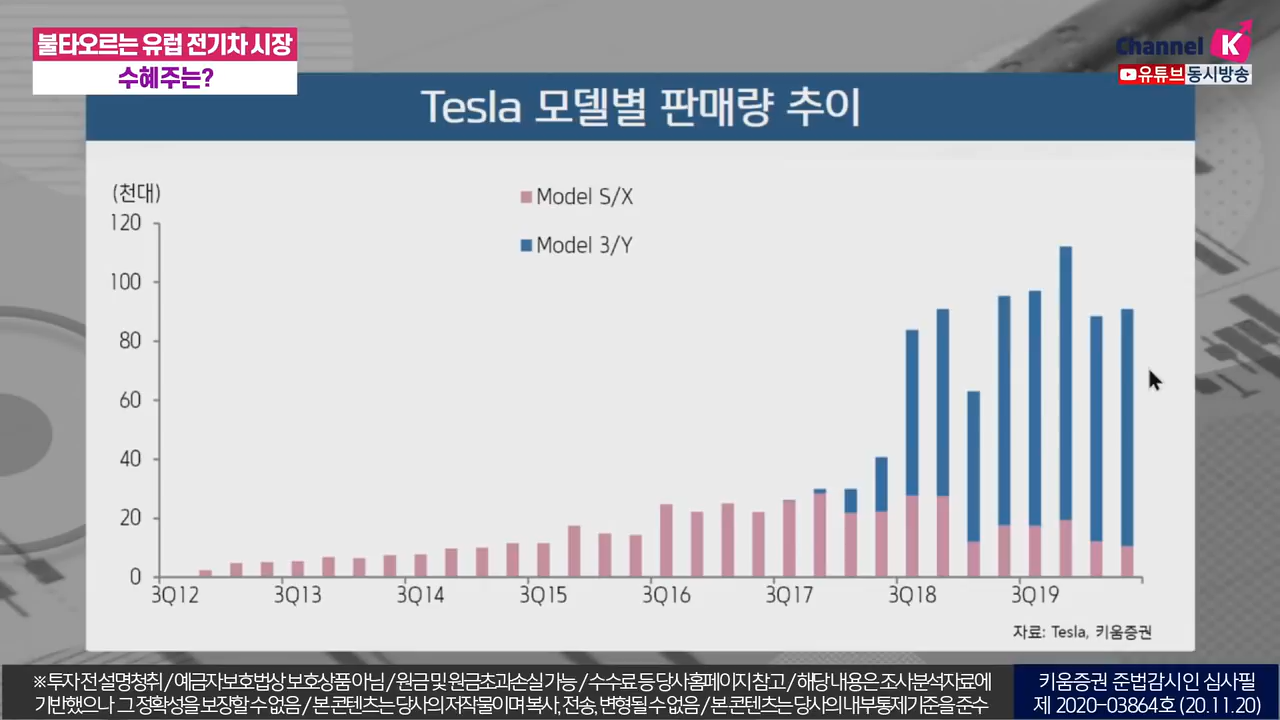 불타오르는 유럽 전기차 시장
수혜주는?
Channel K
유튜브동시방송
Tesla 모델별 판매량 추이
(천대)
Model S/X
Model 3/Y
120
100
80
60
40
20
0
3Q12 3Q13 3Q14 3Q15 3Q16 3Q17 3Q18 3Q19
자료: Tesla, 키움증권
※투자 전 설명청취 / 예금자보호법상 보호상품 아님 / 원금 및 원금초과손실 가능 / 수수료 등 당사홈페이지 참고 / 해당 내용은 조사분석자료에
기반했으나 그 정확성을 보장할 수 없음 / 본 콘텐츠는 당사의 저작물이며 복사, 전송, 변형될 수 없음 / 본 콘텐츠는 당사의 내부통제기준을 준수
키움증권 준법감시인 심사필
제 2020-03864호 (20.11.20)